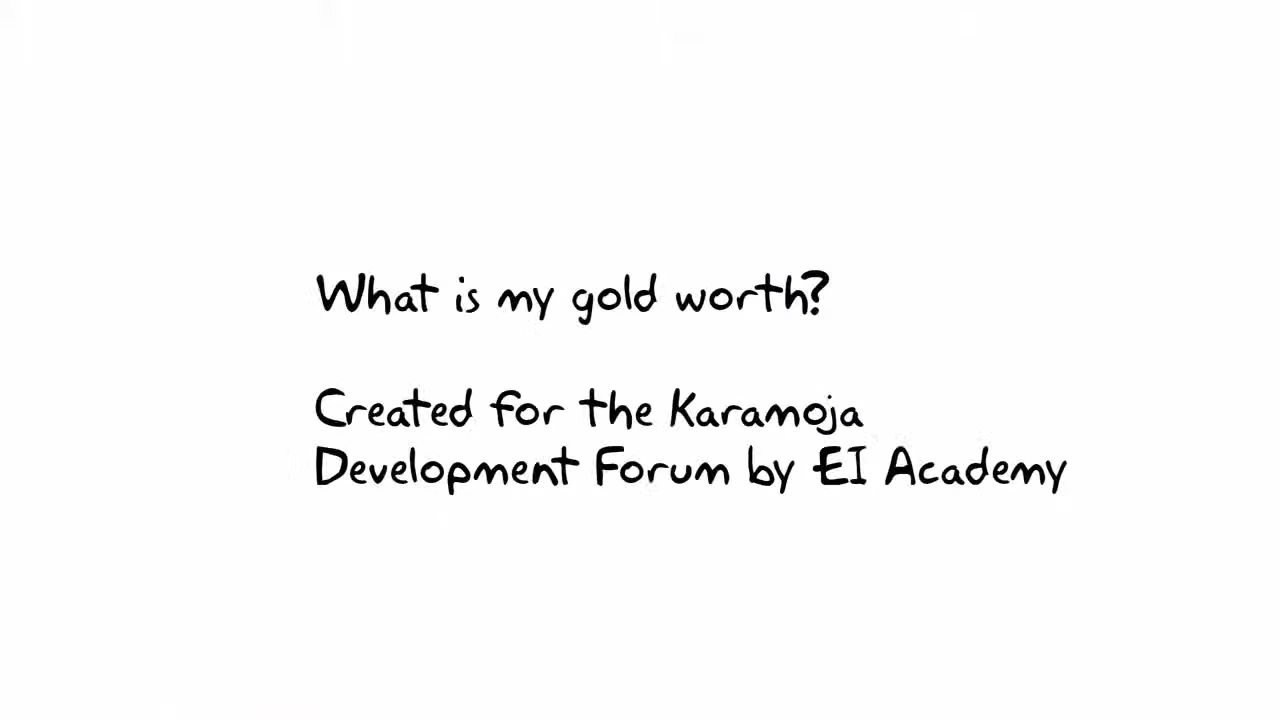 What is my gold worth?
Created for the Karamoja
Development Forum by EI Academy